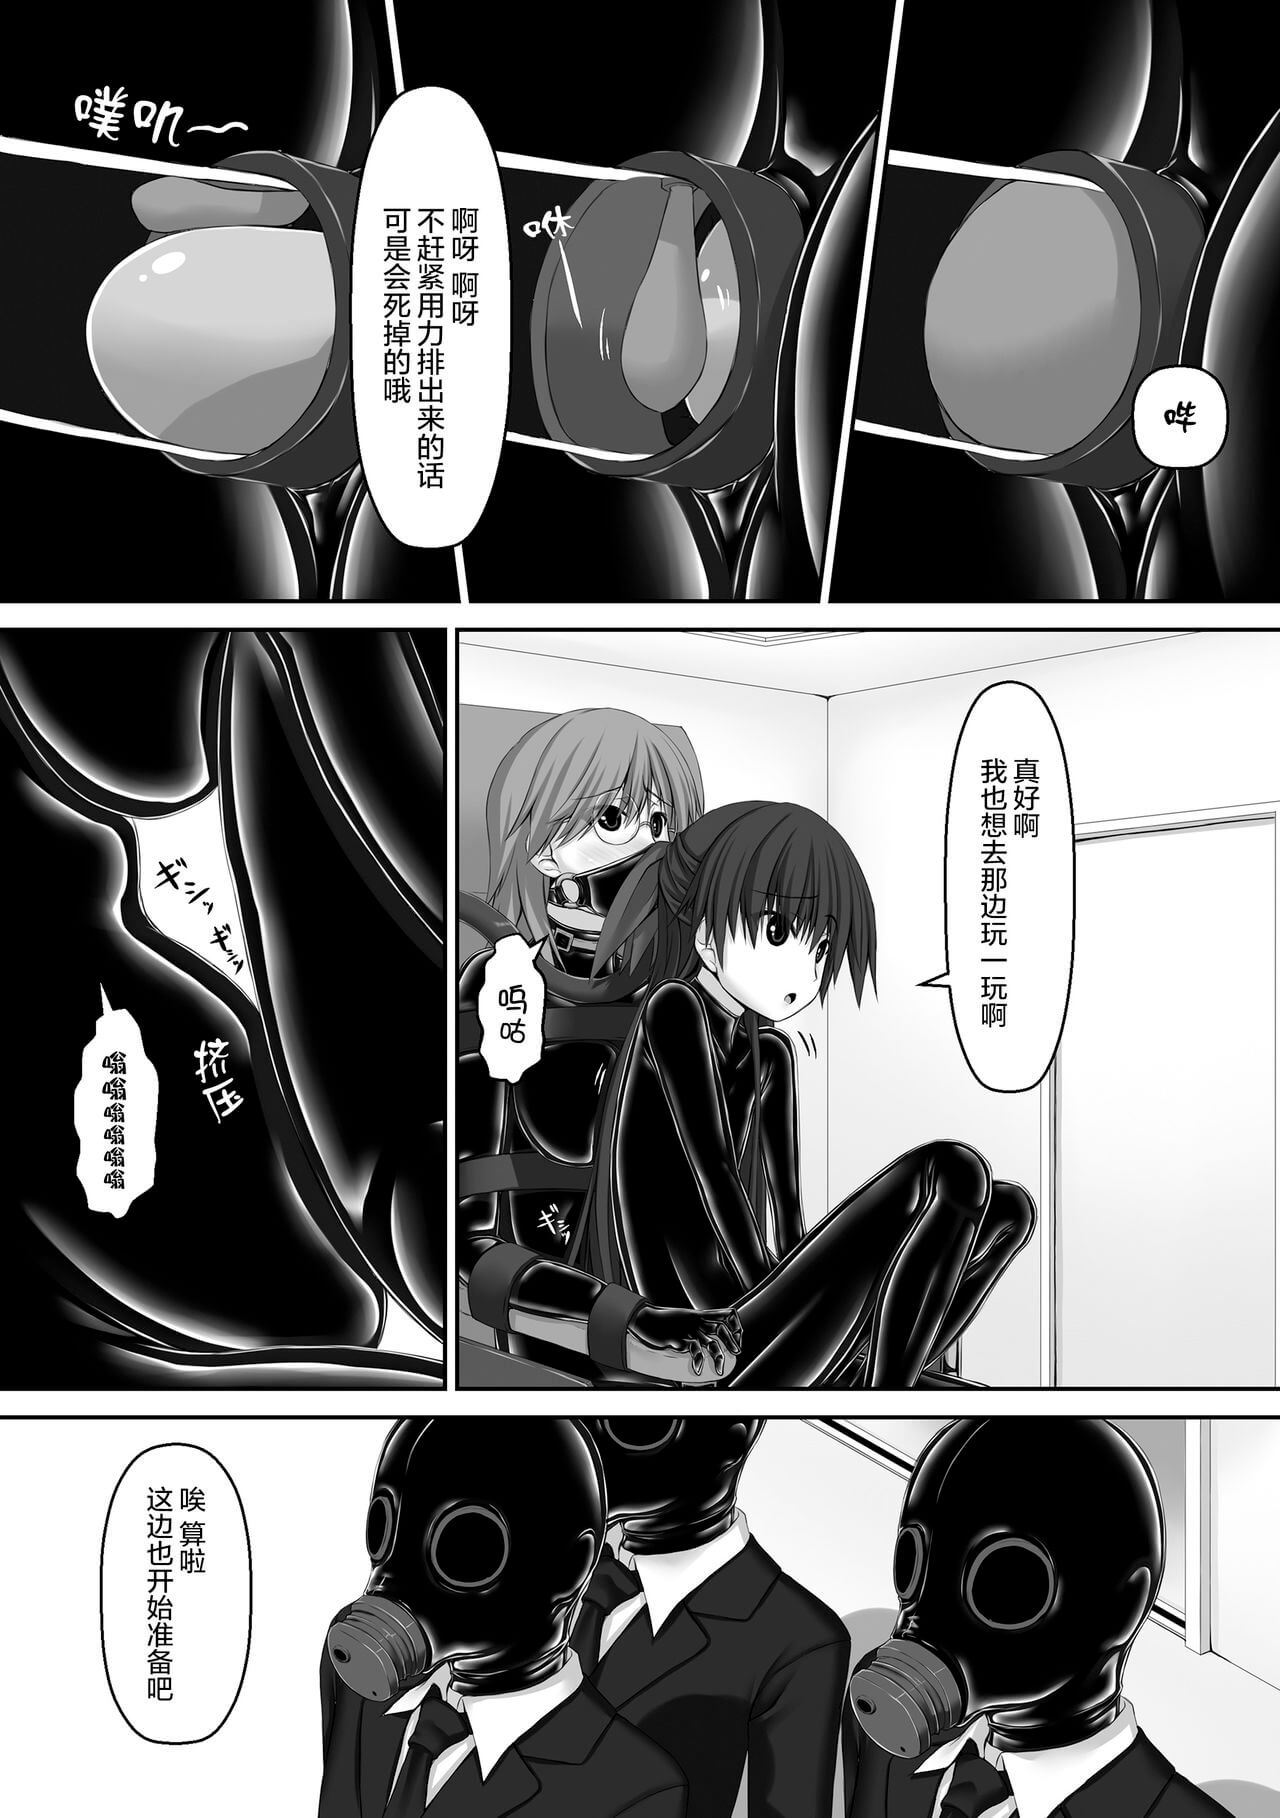 哔
咻
啊呀 啊呀
不赶紧用力排出来的话
可是会死掉的哦
噗叽～
真好啊
我也想去那边玩一玩啊
呜咕
ギシッ
ギシッ
ギシッ
挤压
嗡嗡嗡嗡嗡嗡
唉 算啦
这边也开始准备吧